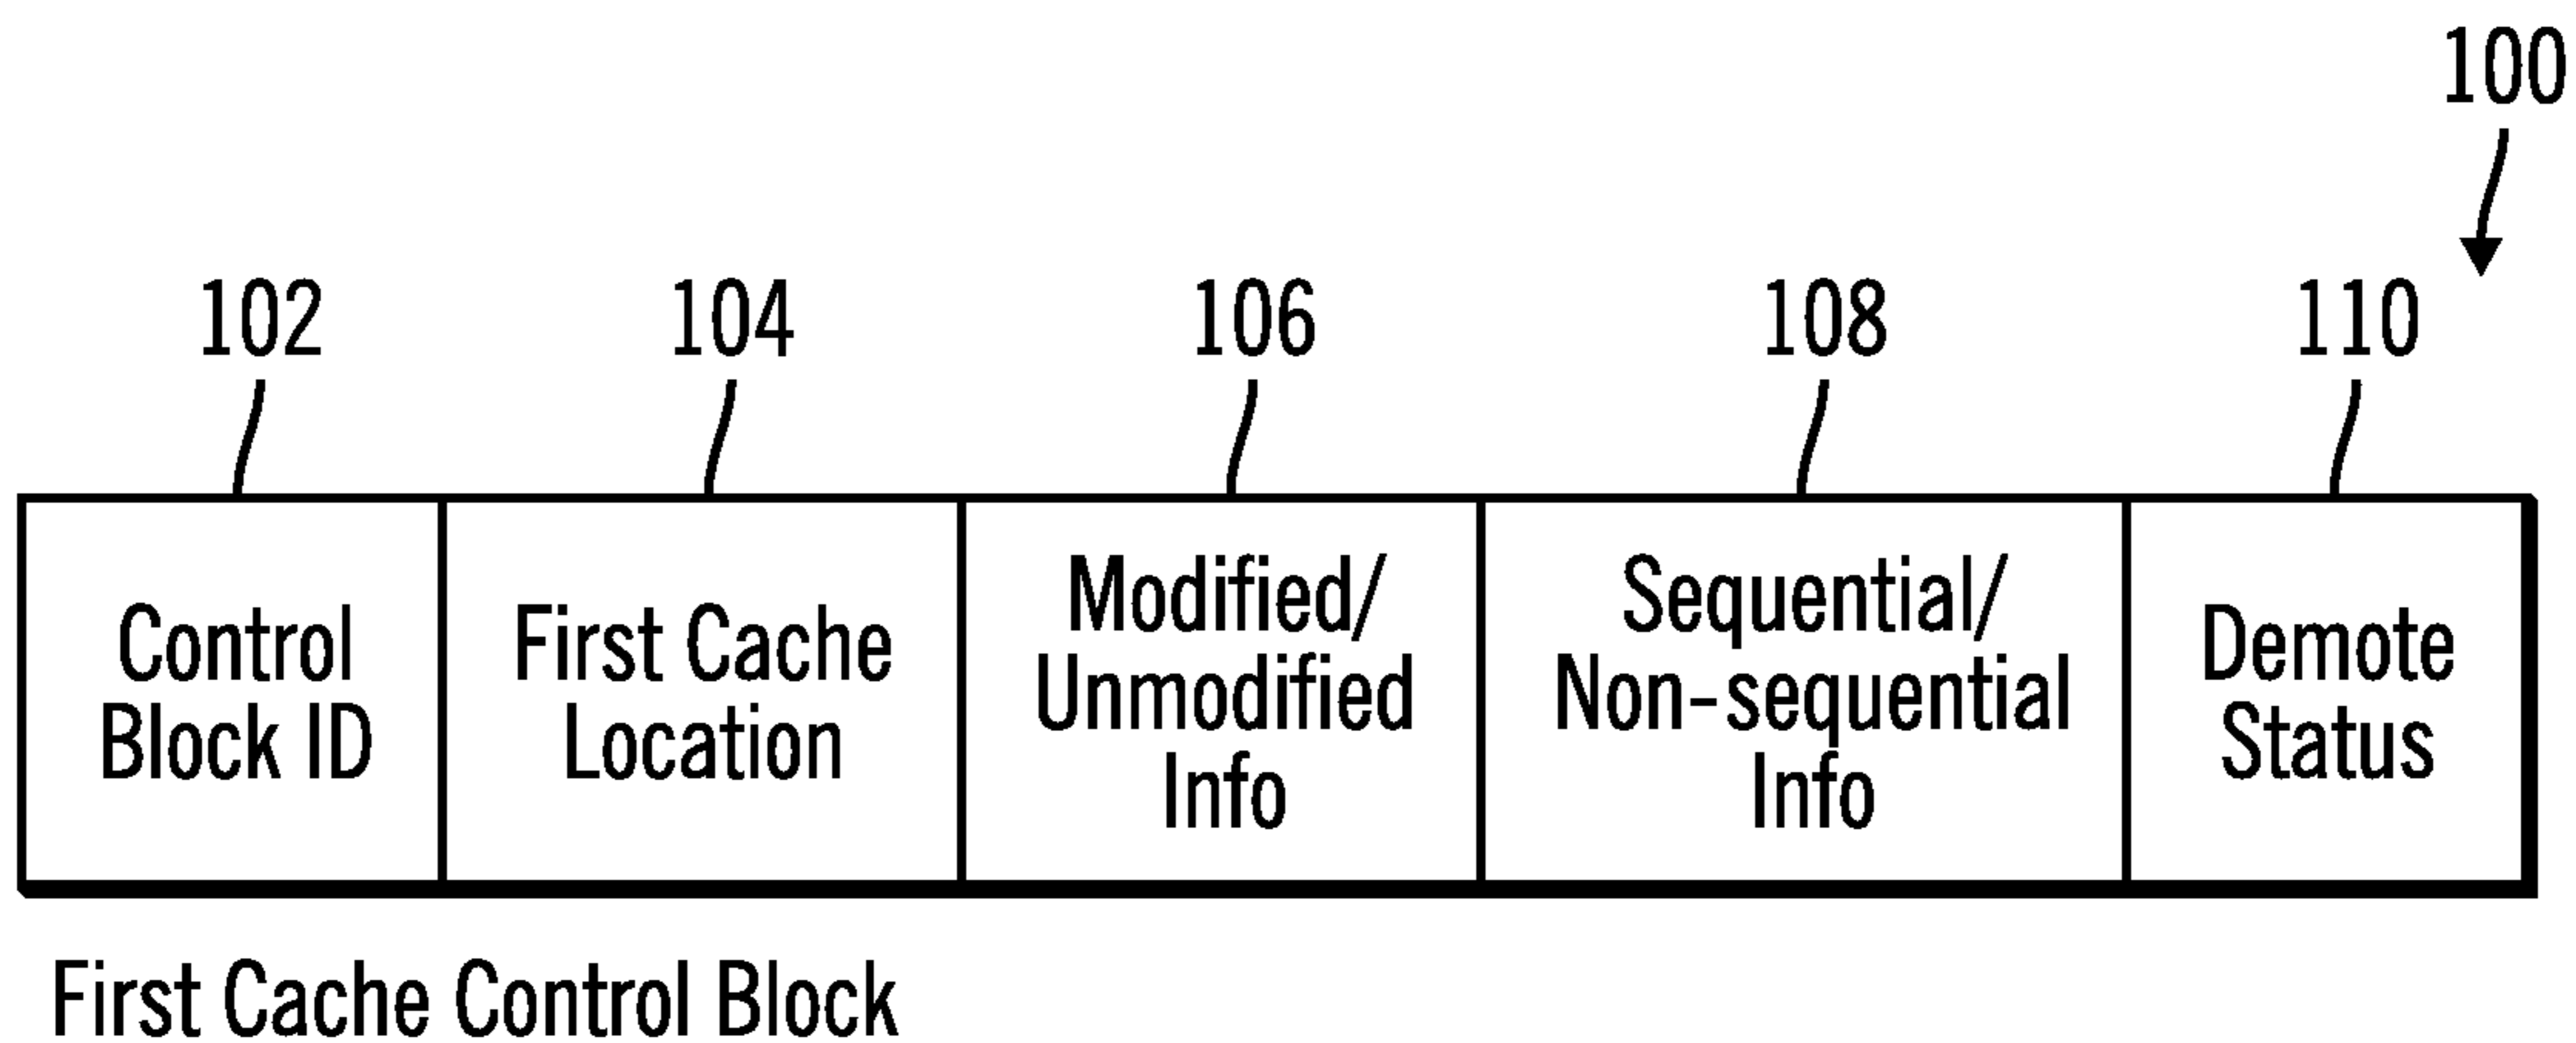 100
102 104 106 108 110
Control
Block ID
First Cache
Location
Modified/
Unmodified
Info
Sequential/
Non-sequential
Info
Demote
Status
First Cache Control Block